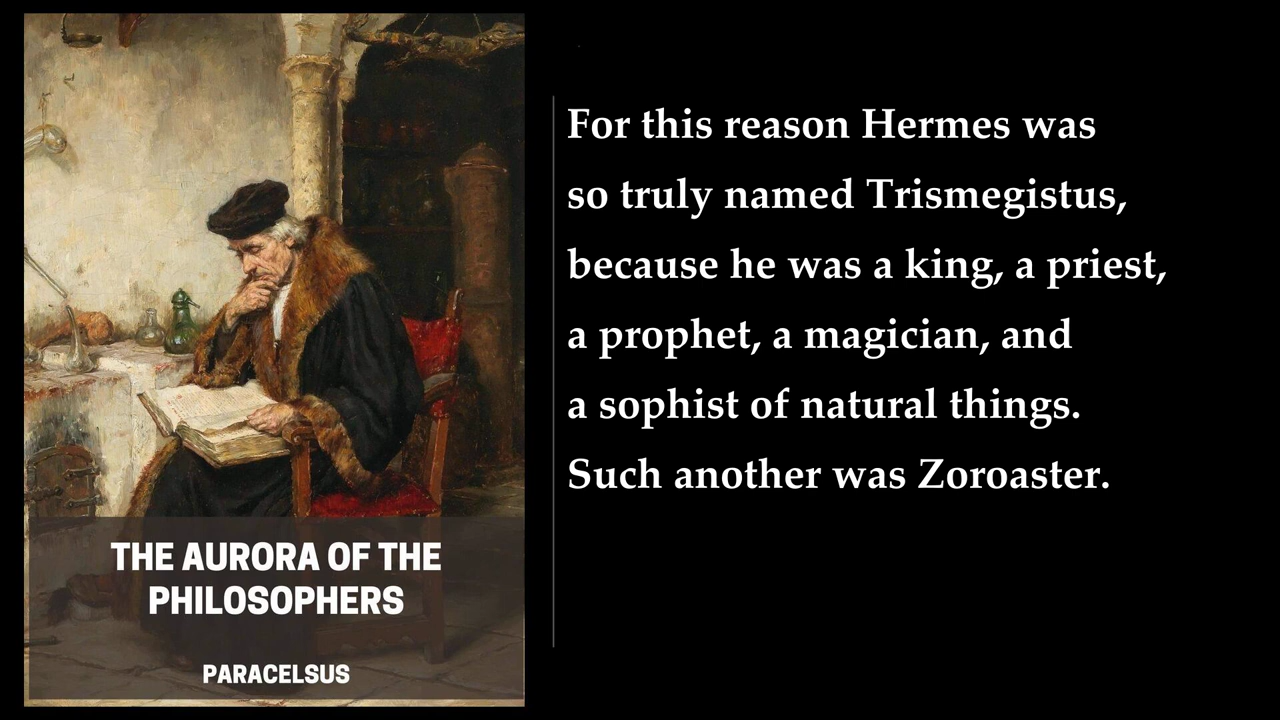 THE AURORA OF THE
PHILOSOPHERS
PARACELSUS
For this reason Hermes was
so truly named Trismegistus,
because he was a king, a priest,
a prophet, a magician, and
a sophist of natural things.
Such another was Zoroaster.